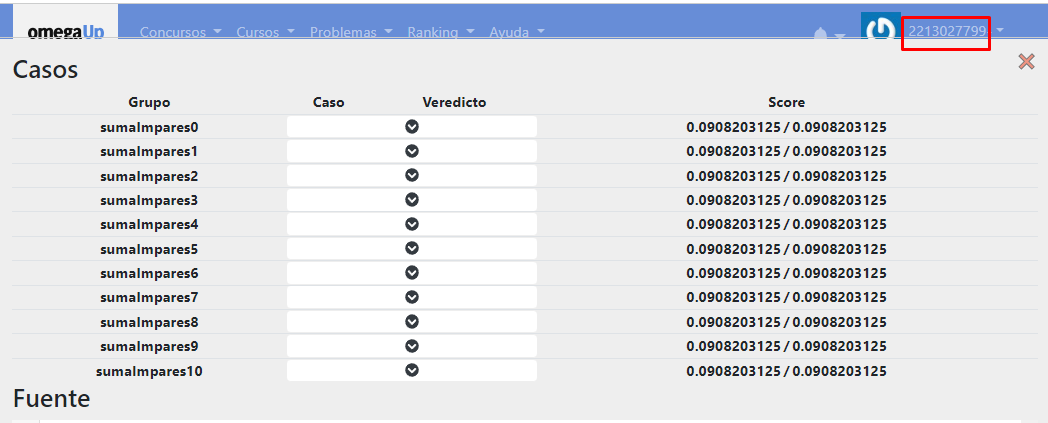 omegaUp Concursos Cursos Problemas Ranking Ayuda 2213027799
Casos
Grupo Caso Veredicto Score
sumaImpares0 0.0908203125 / 0.0908203125
sumaImpares1 0.0908203125 / 0.0908203125
sumaImpares2 0.0908203125 / 0.0908203125
sumaImpares3 0.0908203125 / 0.0908203125
sumaImpares4 0.0908203125 / 0.0908203125
sumaImpares5 0.0908203125 / 0.0908203125
sumaImpares6 0.0908203125 / 0.0908203125
sumaImpares7 0.0908203125 / 0.0908203125
sumaImpares8 0.0908203125 / 0.0908203125
sumaImpares9 0.0908203125 / 0.0908203125
sumaImpares10 0.0908203125 / 0.0908203125
Fuente